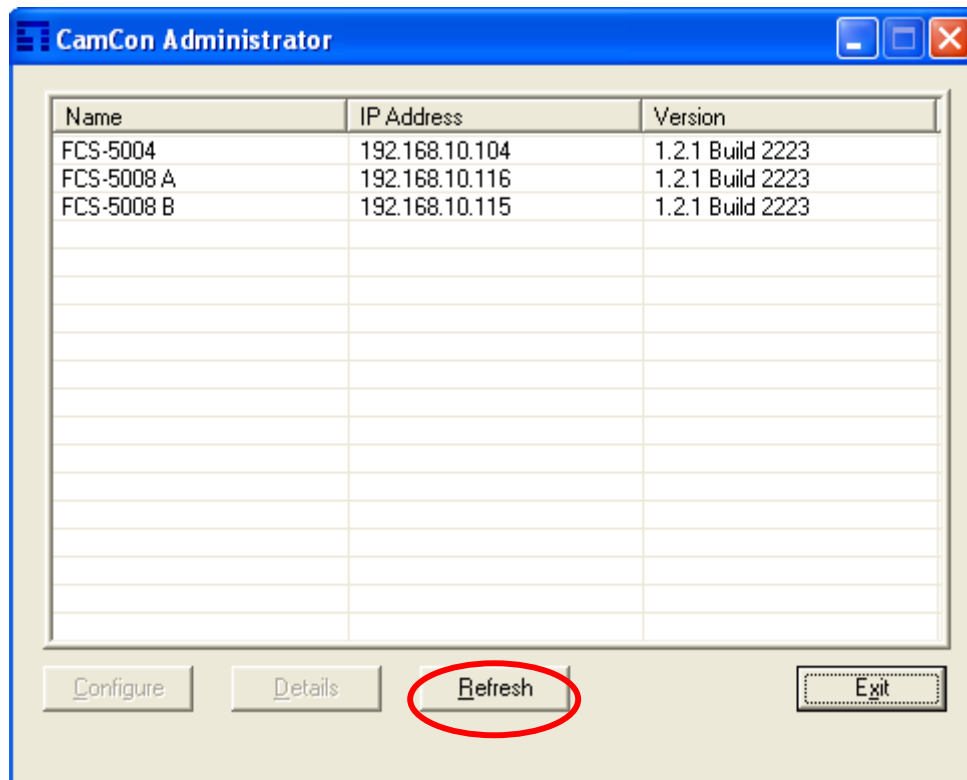 CamCon Administrator
Name IP Address Version
FCS-5004 192.168.10.104 1.2.1 Build 2223
FCS-5008 A 192.168.10.116 1.2.1 Build 2223
FCS-5008 B 192.168.10.115 1.2.1 Build 2223
Configure Details Refresh Exit